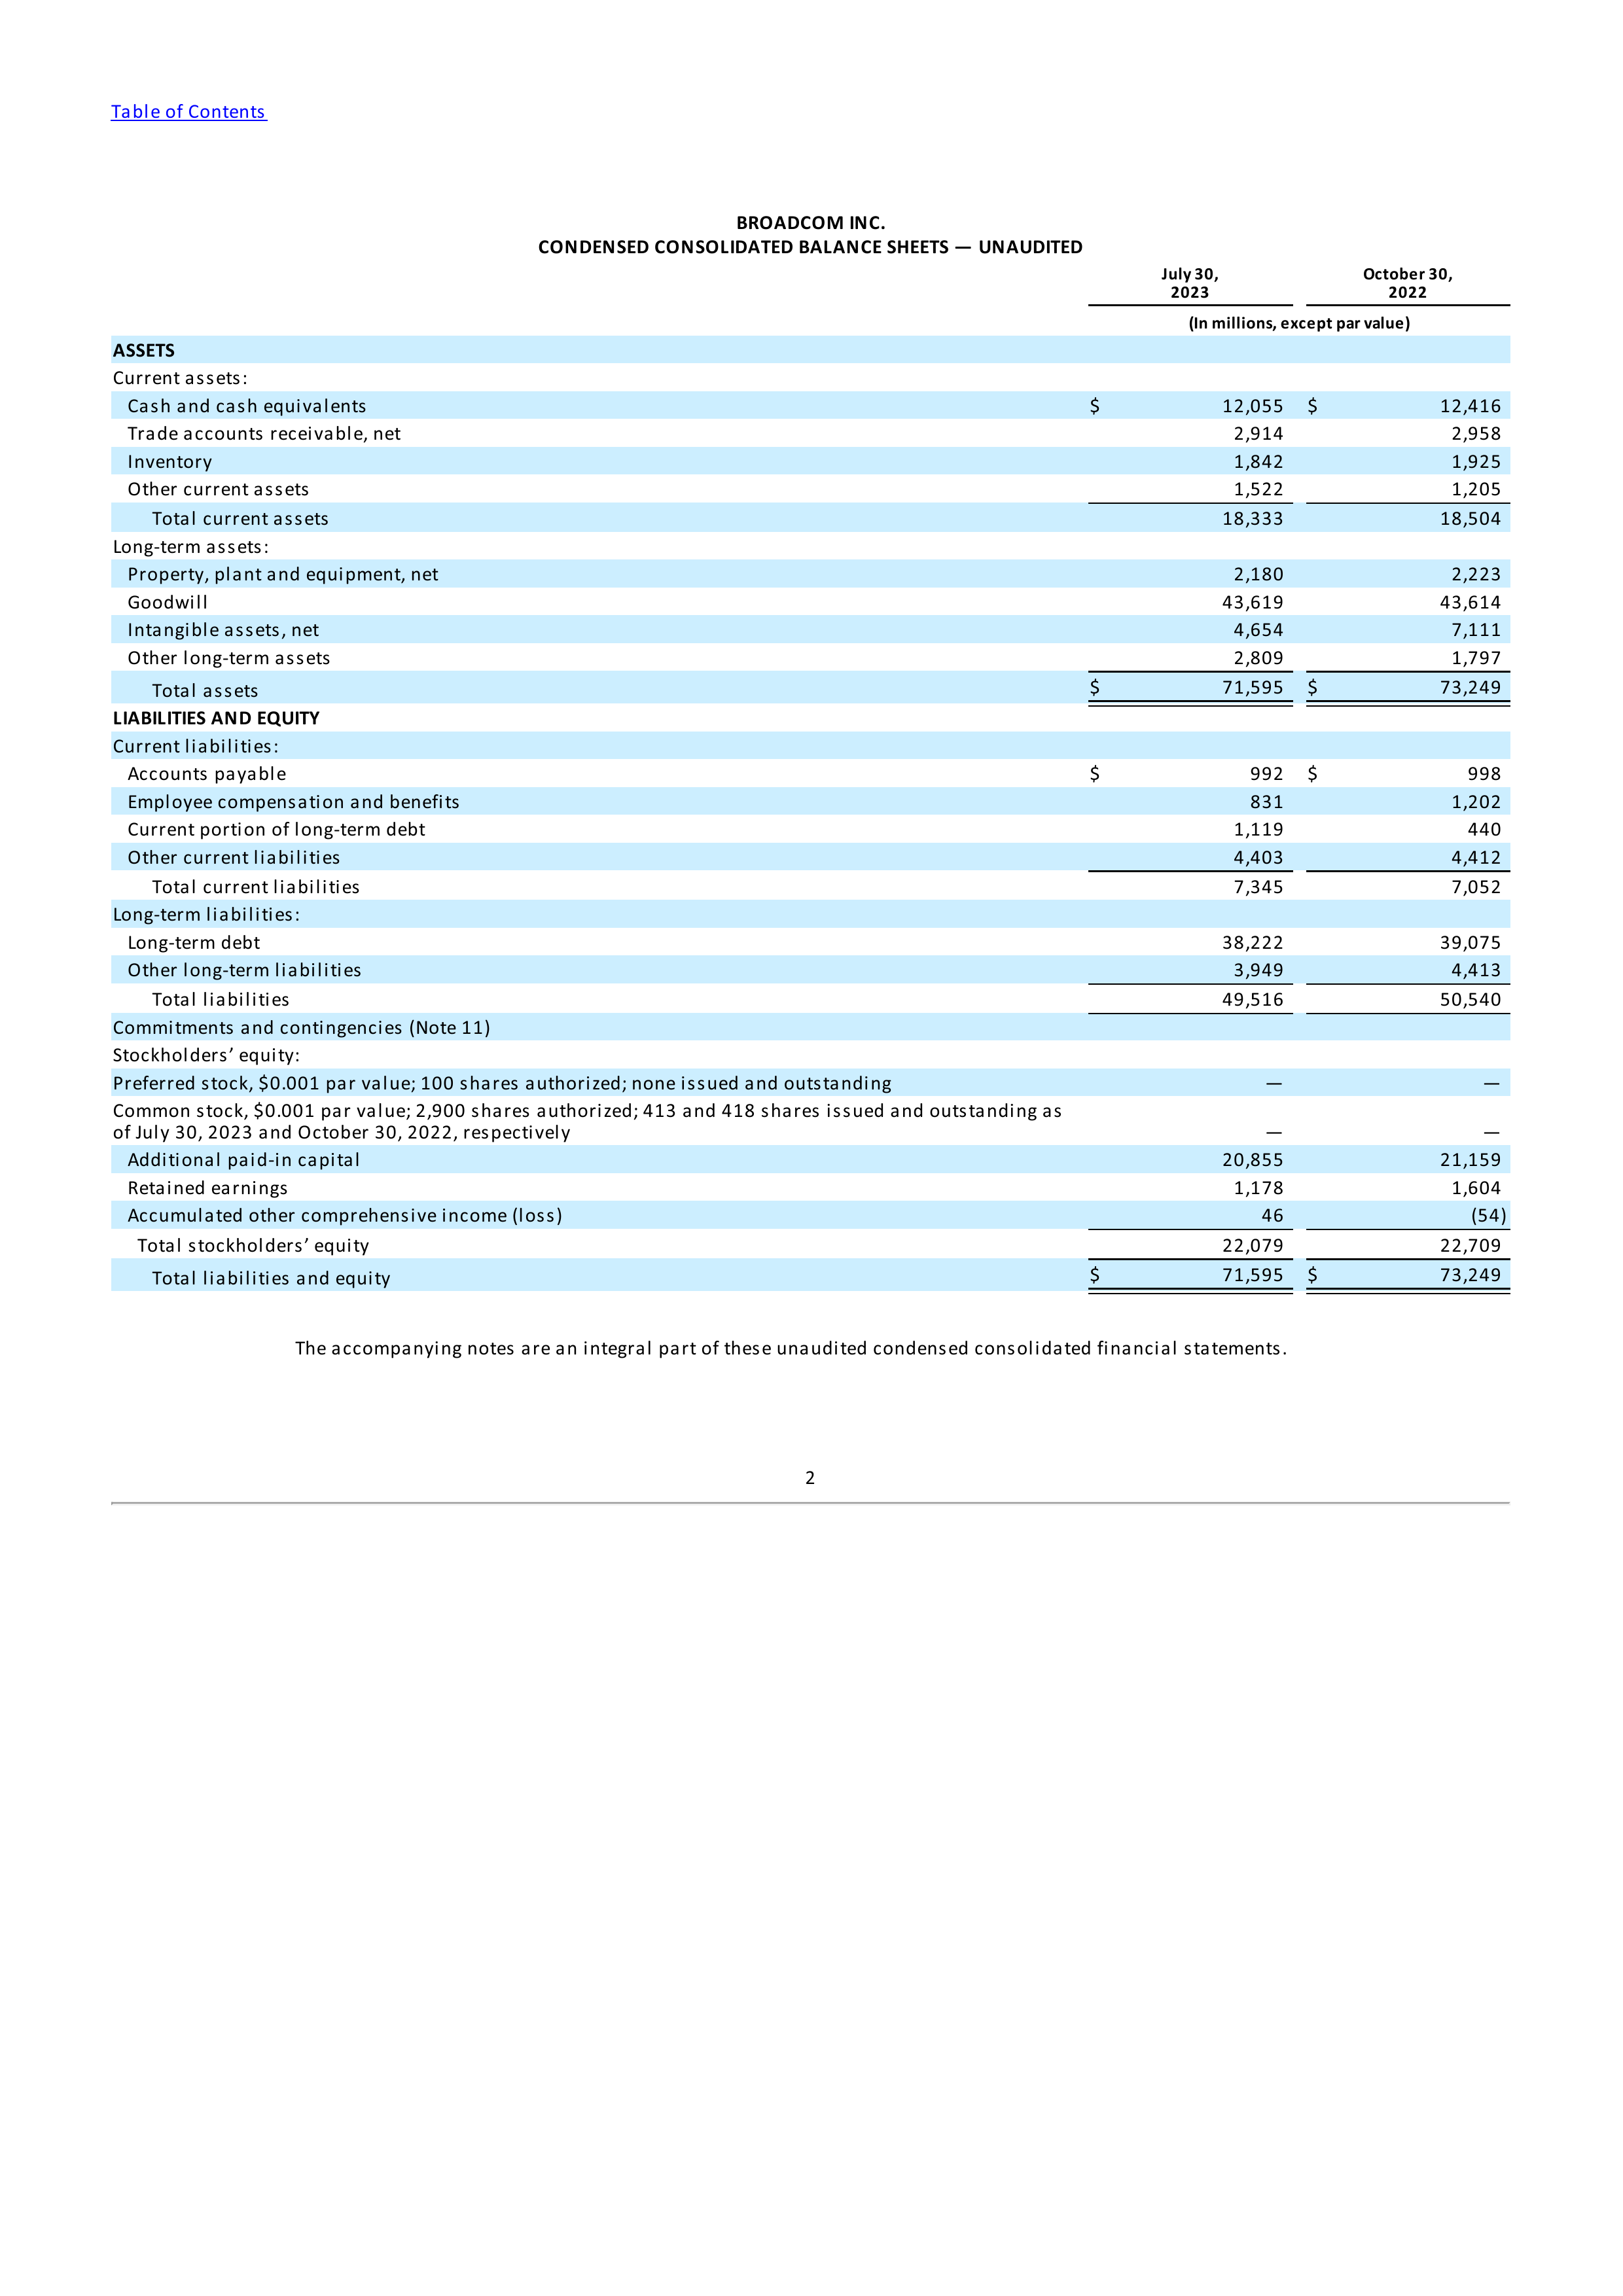 Table of Contents
BROADCOM INC.
CONDENSED CONSOLIDATED BALANCE SHEETS — UNAUDITED
July 30, October 30,
2023 2022
(In millions, except par value)
ASSETS
Current assets:
Cash and cash equivalents $ 12,055 $ 12,416
Trade accounts receivable, net 2,914 2,958
Inventory 1,842 1,925
Other current assets 1,522 1,205
Total current assets 18,333 18,504
Long-term assets:
Property, plant and equipment, net 2,180 2,223
Goodwill 43,619 43,614
Intangible assets, net 4,654 7,111
Other long-term assets 2,809 1,797
Total assets $ 71,595 $ 73,249
LIABILITIES AND EQUITY
Current liabilities:
Accounts payable $ 992 $ 998
Employee compensation and benefits 831 1,202
Current portion of long-term debt 1,119 440
Other current liabilities 4,403 4,412
Total current liabilities 7,345 7,052
Long-term liabilities:
Long-term debt 38,222 39,075
Other long-term liabilities 3,949 4,413
Total liabilities 49,516 50,540
Commitments and contingencies (Note 11)
Stockholders’ equity:
Preferred stock, $0.001 par value; 100 shares authorized; none issued and outstanding — —
Common stock, $0.001 par value; 2,900 shares authorized; 413 and 418 shares issued and outstanding as
of July 30, 2023 and October 30, 2022, respectively — —
Additional paid-in capital 20,855 21,159
Retained earnings 1,178 1,604
Accumulated other comprehensive income (loss) 46 (54)
Total stockholders’ equity 22,079 22,709
Total liabilities and equity $ 71,595 $ 73,249
The accompanying notes are an integral part of these unaudited condensed consolidated financial statements.
2